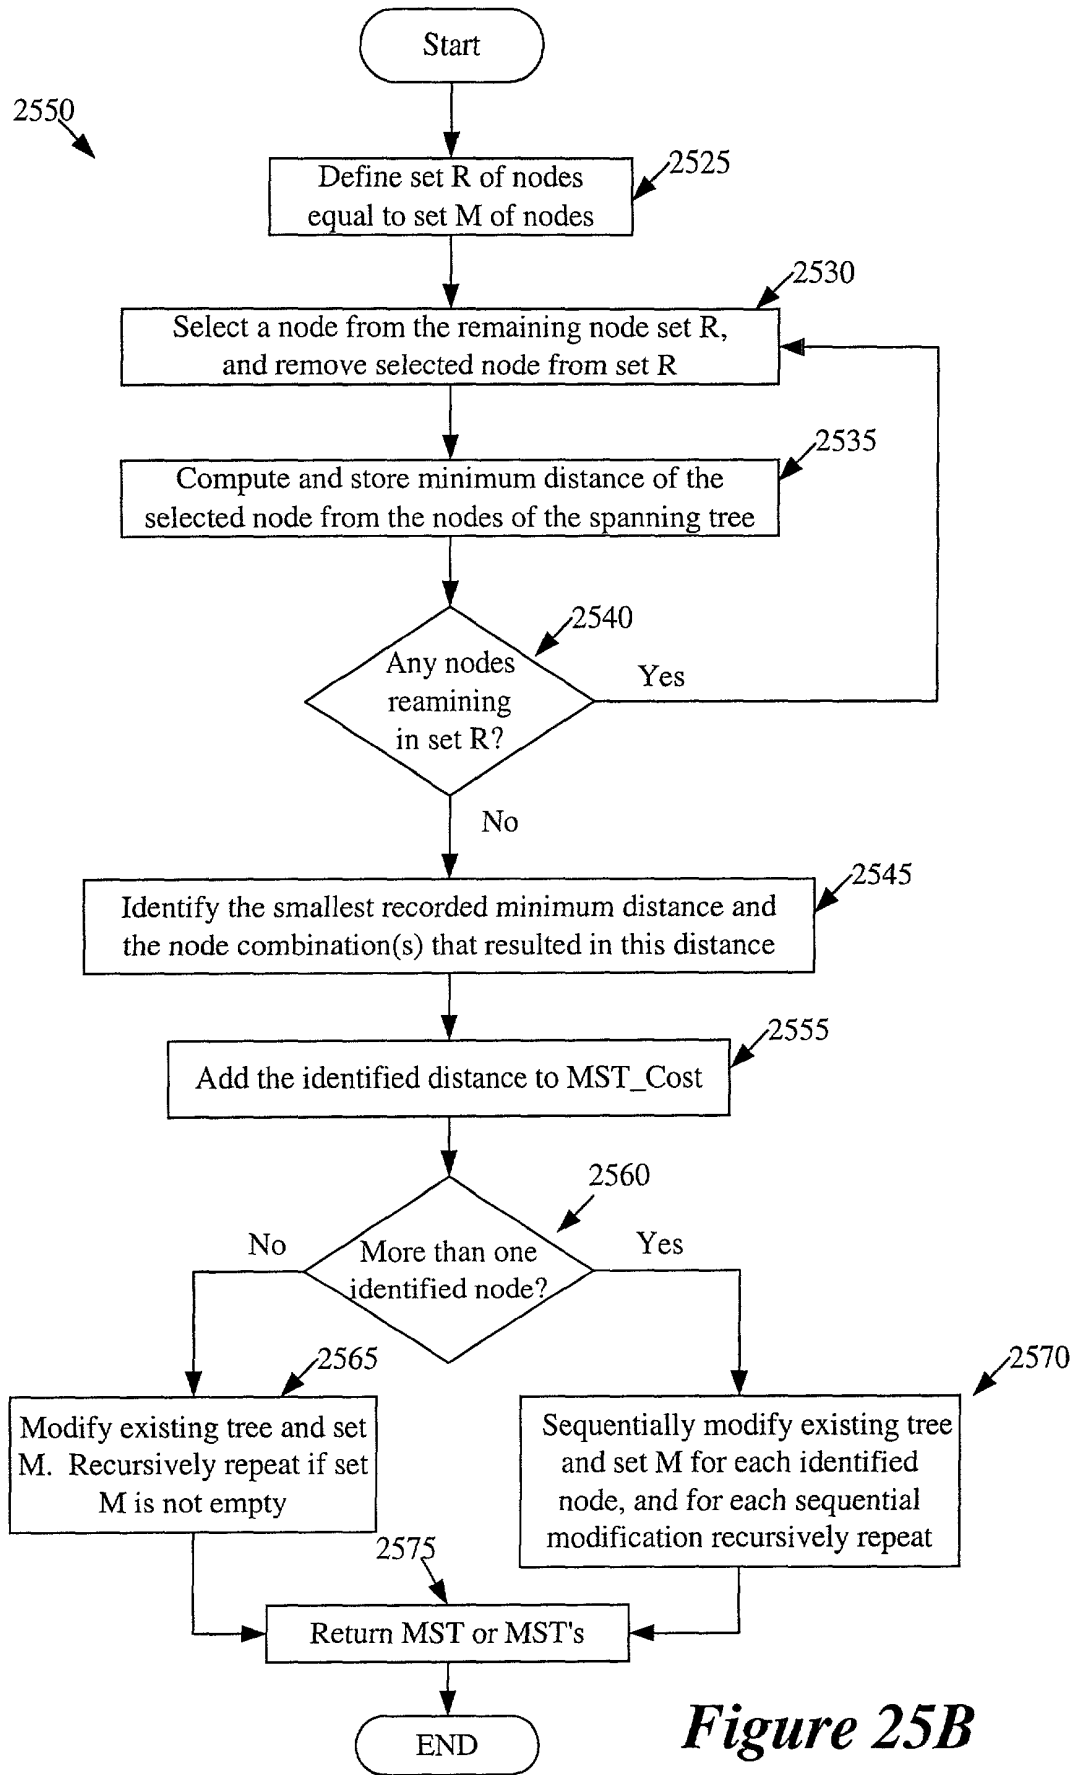 Start
2550
Define set R of nodes
equal to set M of nodes
2525
2530
Select a node from the remaining node set R,
and remove selected node from set R
2535
Compute and store minimum distance of the
selected node from the nodes of the spanning tree
2540
Any nodes
reamining
in set R?
Yes
No
2545
Identify the smallest recorded minimum distance and
the node combination(s) that resulted in this distance
2555
Add the identified distance to MST_Cost
2560
No
More than one
identified node?
Yes
2565
2570
Modify existing tree and set
M. Recursively repeat if set
M is not empty
Sequentially modify existing tree
and set M for each identified
node, and for each sequential
modification recursively repeat
2575
Return MST or MST's
END
Figure 25B